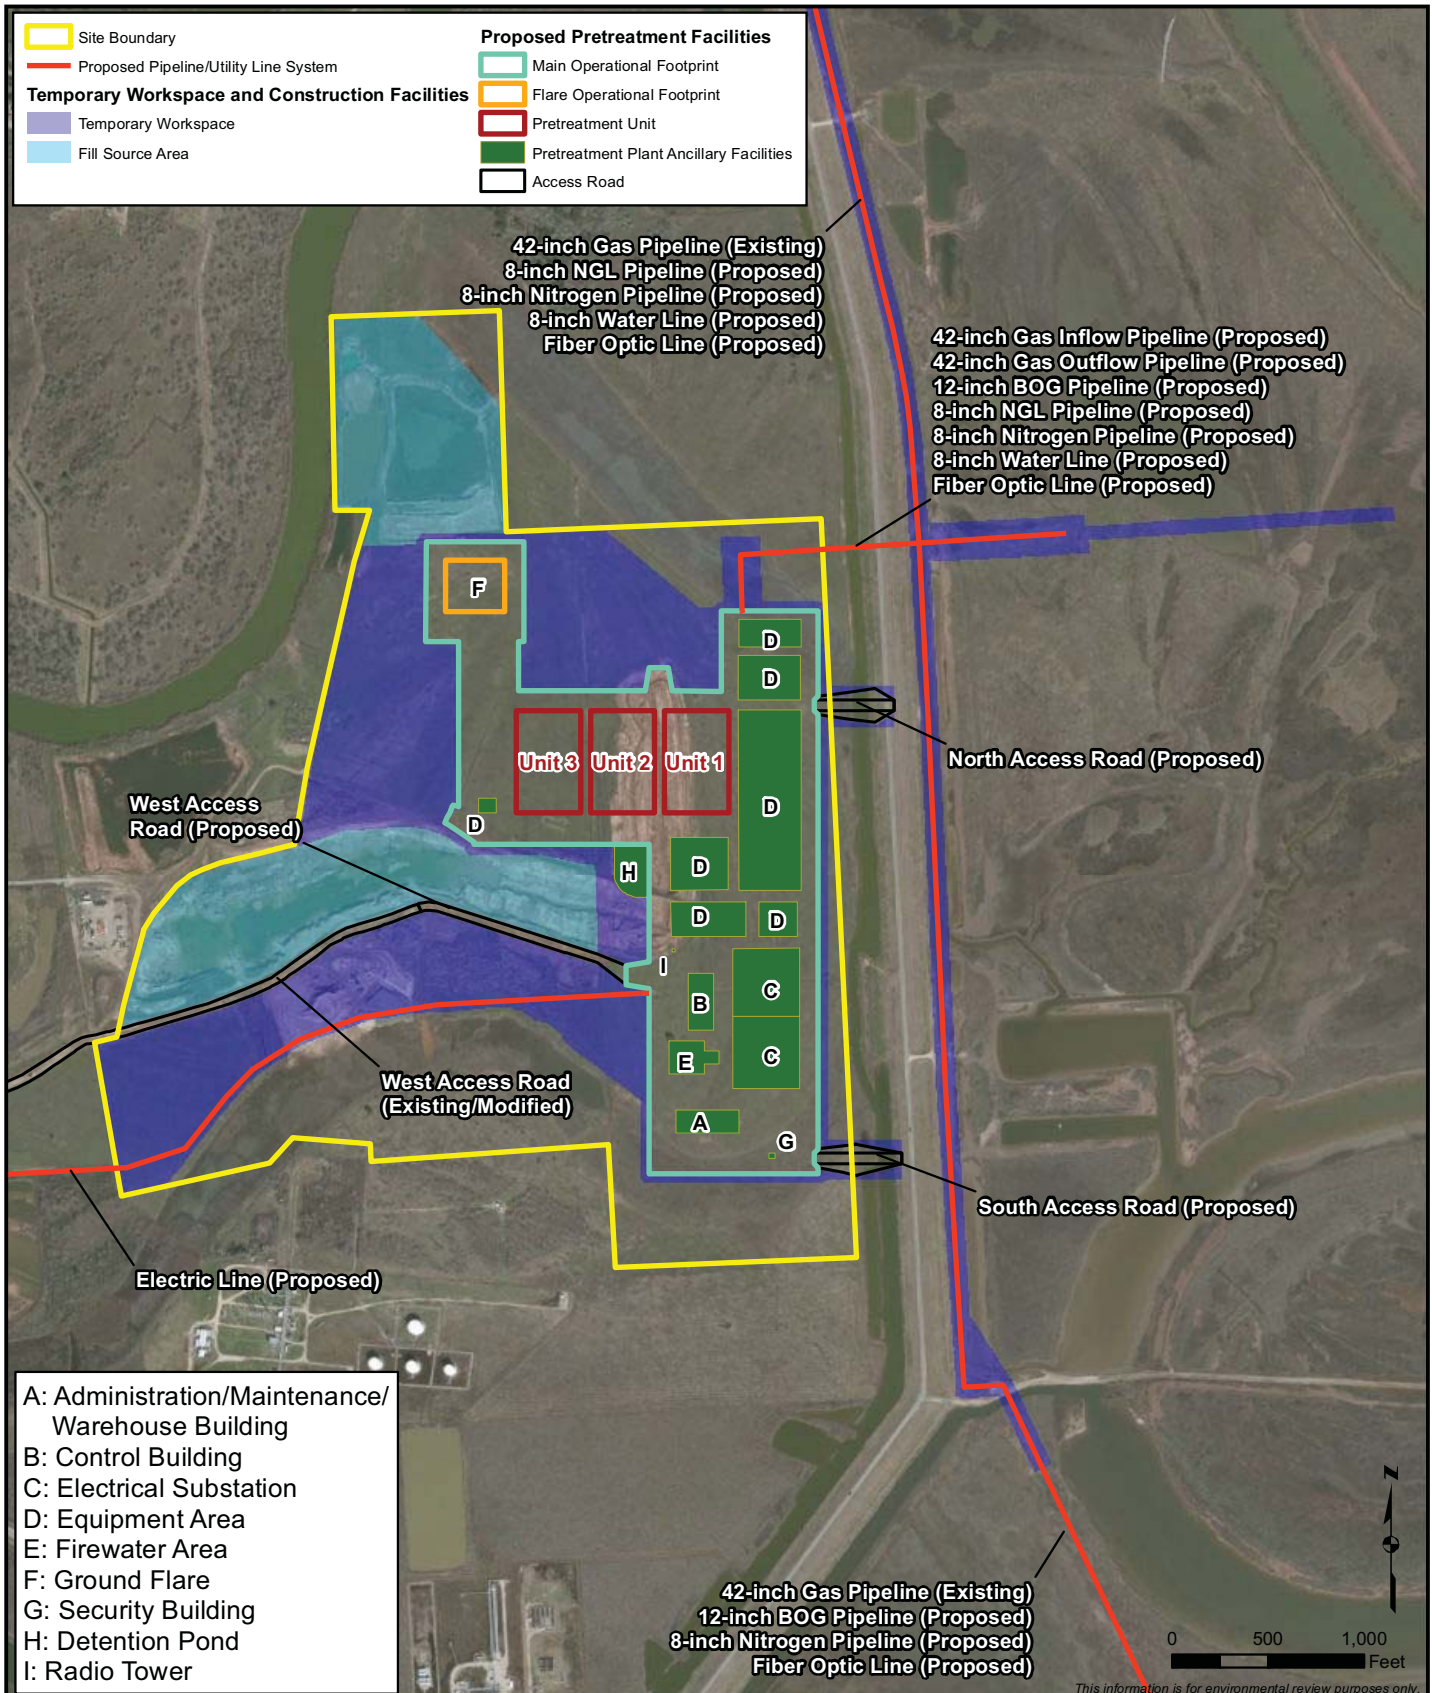 Site Boundary
Proposed Pipeline/Utility Line System
Temporary Workspace and Construction Facilities
Temporary Workspace
Fill Source Area
Proposed Pretreatment Facilities
Main Operational Footprint
Flare Operational Footprint
Pretreatment Unit
Pretreatment Plant Ancillary Facilities
Access Road
42-inch Gas Pipeline (Existing)
8-inch NGL Pipeline (Proposed)
8-inch Nitrogen Pipeline (Proposed)
8-inch Water Line (Proposed)
Fiber Optic Line (Proposed)
42-inch Gas Inflow Pipeline (Proposed)
42-inch Gas Outflow Pipeline (Proposed)
12-inch BOG Pipeline (Proposed)
8-inch NGL Pipeline (Proposed)
8-inch Nitrogen Pipeline (Proposed)
8-inch Water Line (Proposed)
Fiber Optic Line (Proposed)
F
D
D
North Access Road (Proposed)
Unit 3
Unit 2
Unit 1
D
West Access
Road (Proposed)
D
H
D
D
D
I
B
C
E
C
West Access Road
(Existing/Modified)
A
G
South Access Road (Proposed)
Electric Line (Proposed)
A: Administration/Maintenance/
Warehouse Building
B: Control Building
C: Electrical Substation
D: Equipment Area
E: Firewater Area
F: Ground Flare
G: Security Building
H: Detention Pond
I: Radio Tower
42-inch Gas Pipeline (Existing)
12-inch BOG Pipeline (Proposed)
8-inch Nitrogen Pipeline (Proposed)
Fiber Optic Line (Proposed)
N
0 500 1,000
Feet
This information is for environmental review purposes only.